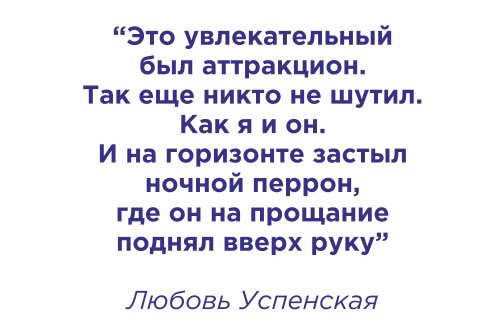 “Это увлекательный
был аттракцион.
Так еще никто не шутил.
Как я и он.
И на горизонте застыл
ночной перрон,
где он на прощание
поднял вверх руку”
Любовь Успенская